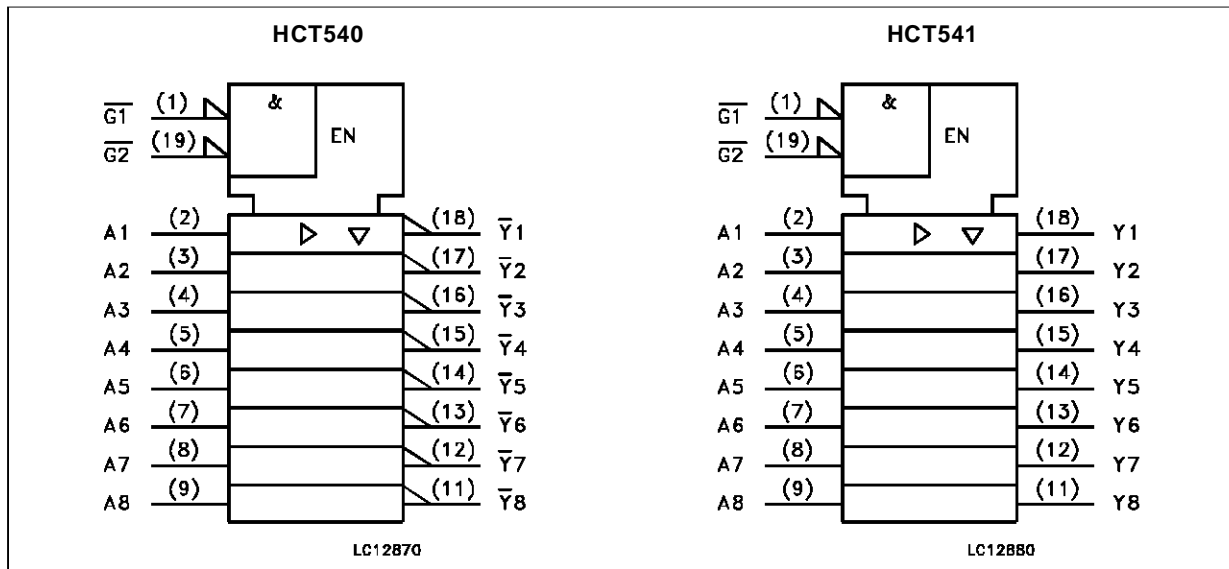 HCT540
G1 (1) &
G2 (19) EN
A1 (2) (18) Y1
A2 (3) (17) Y2
A3 (4) (16) Y3
A4 (5) (15) Y4
A5 (6) (14) Y5
A6 (7) (13) Y6
A7 (8) (12) Y7
A8 (9) (11) Y8
LC12870
HCT541
G1 (1) &
G2 (19) EN
A1 (2) (18) Y1
A2 (3) (17) Y2
A3 (4) (16) Y3
A4 (5) (15) Y4
A5 (6) (14) Y5
A6 (7) (13) Y6
A7 (8) (12) Y7
A8 (9) (11) Y8
LC12880